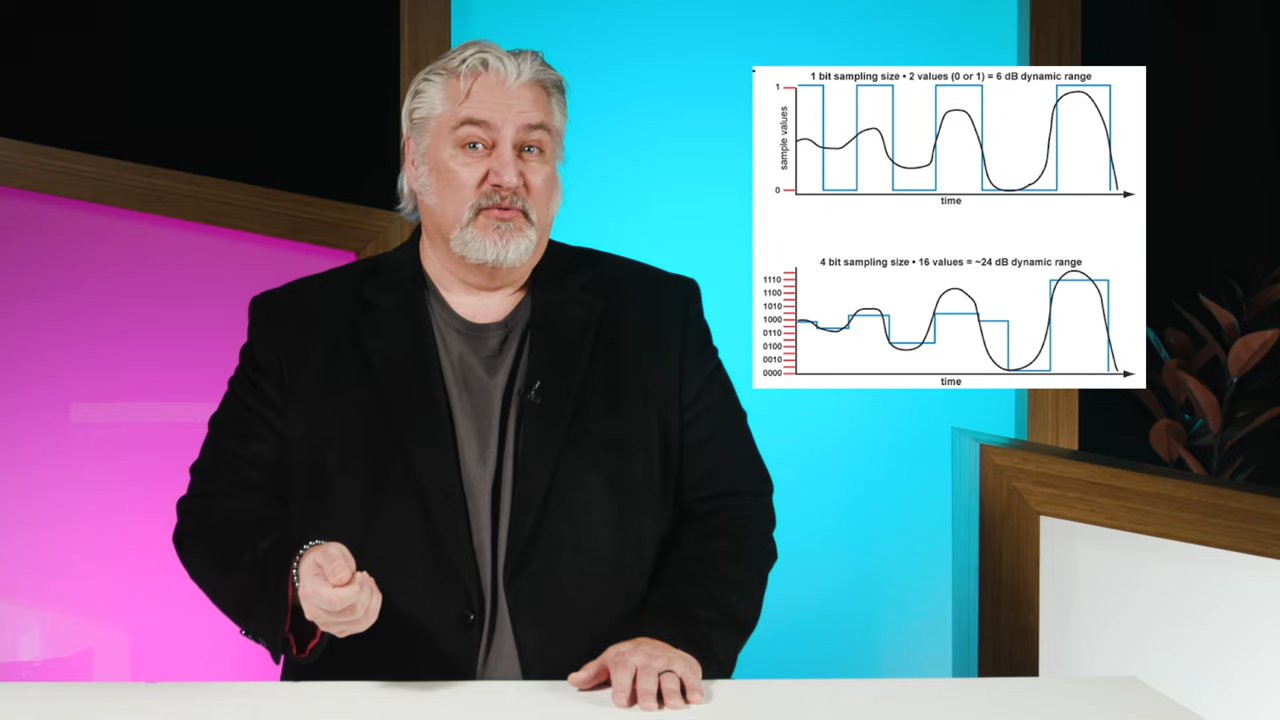 1 bit sampling size • 2 values (0 or 1) = 6 dB dynamic range
1
sample values
0
time
4 bit sampling size • 16 values = ~24 dB dynamic range
1110
1100
1010
1000
0110
0100
0010
0000
time